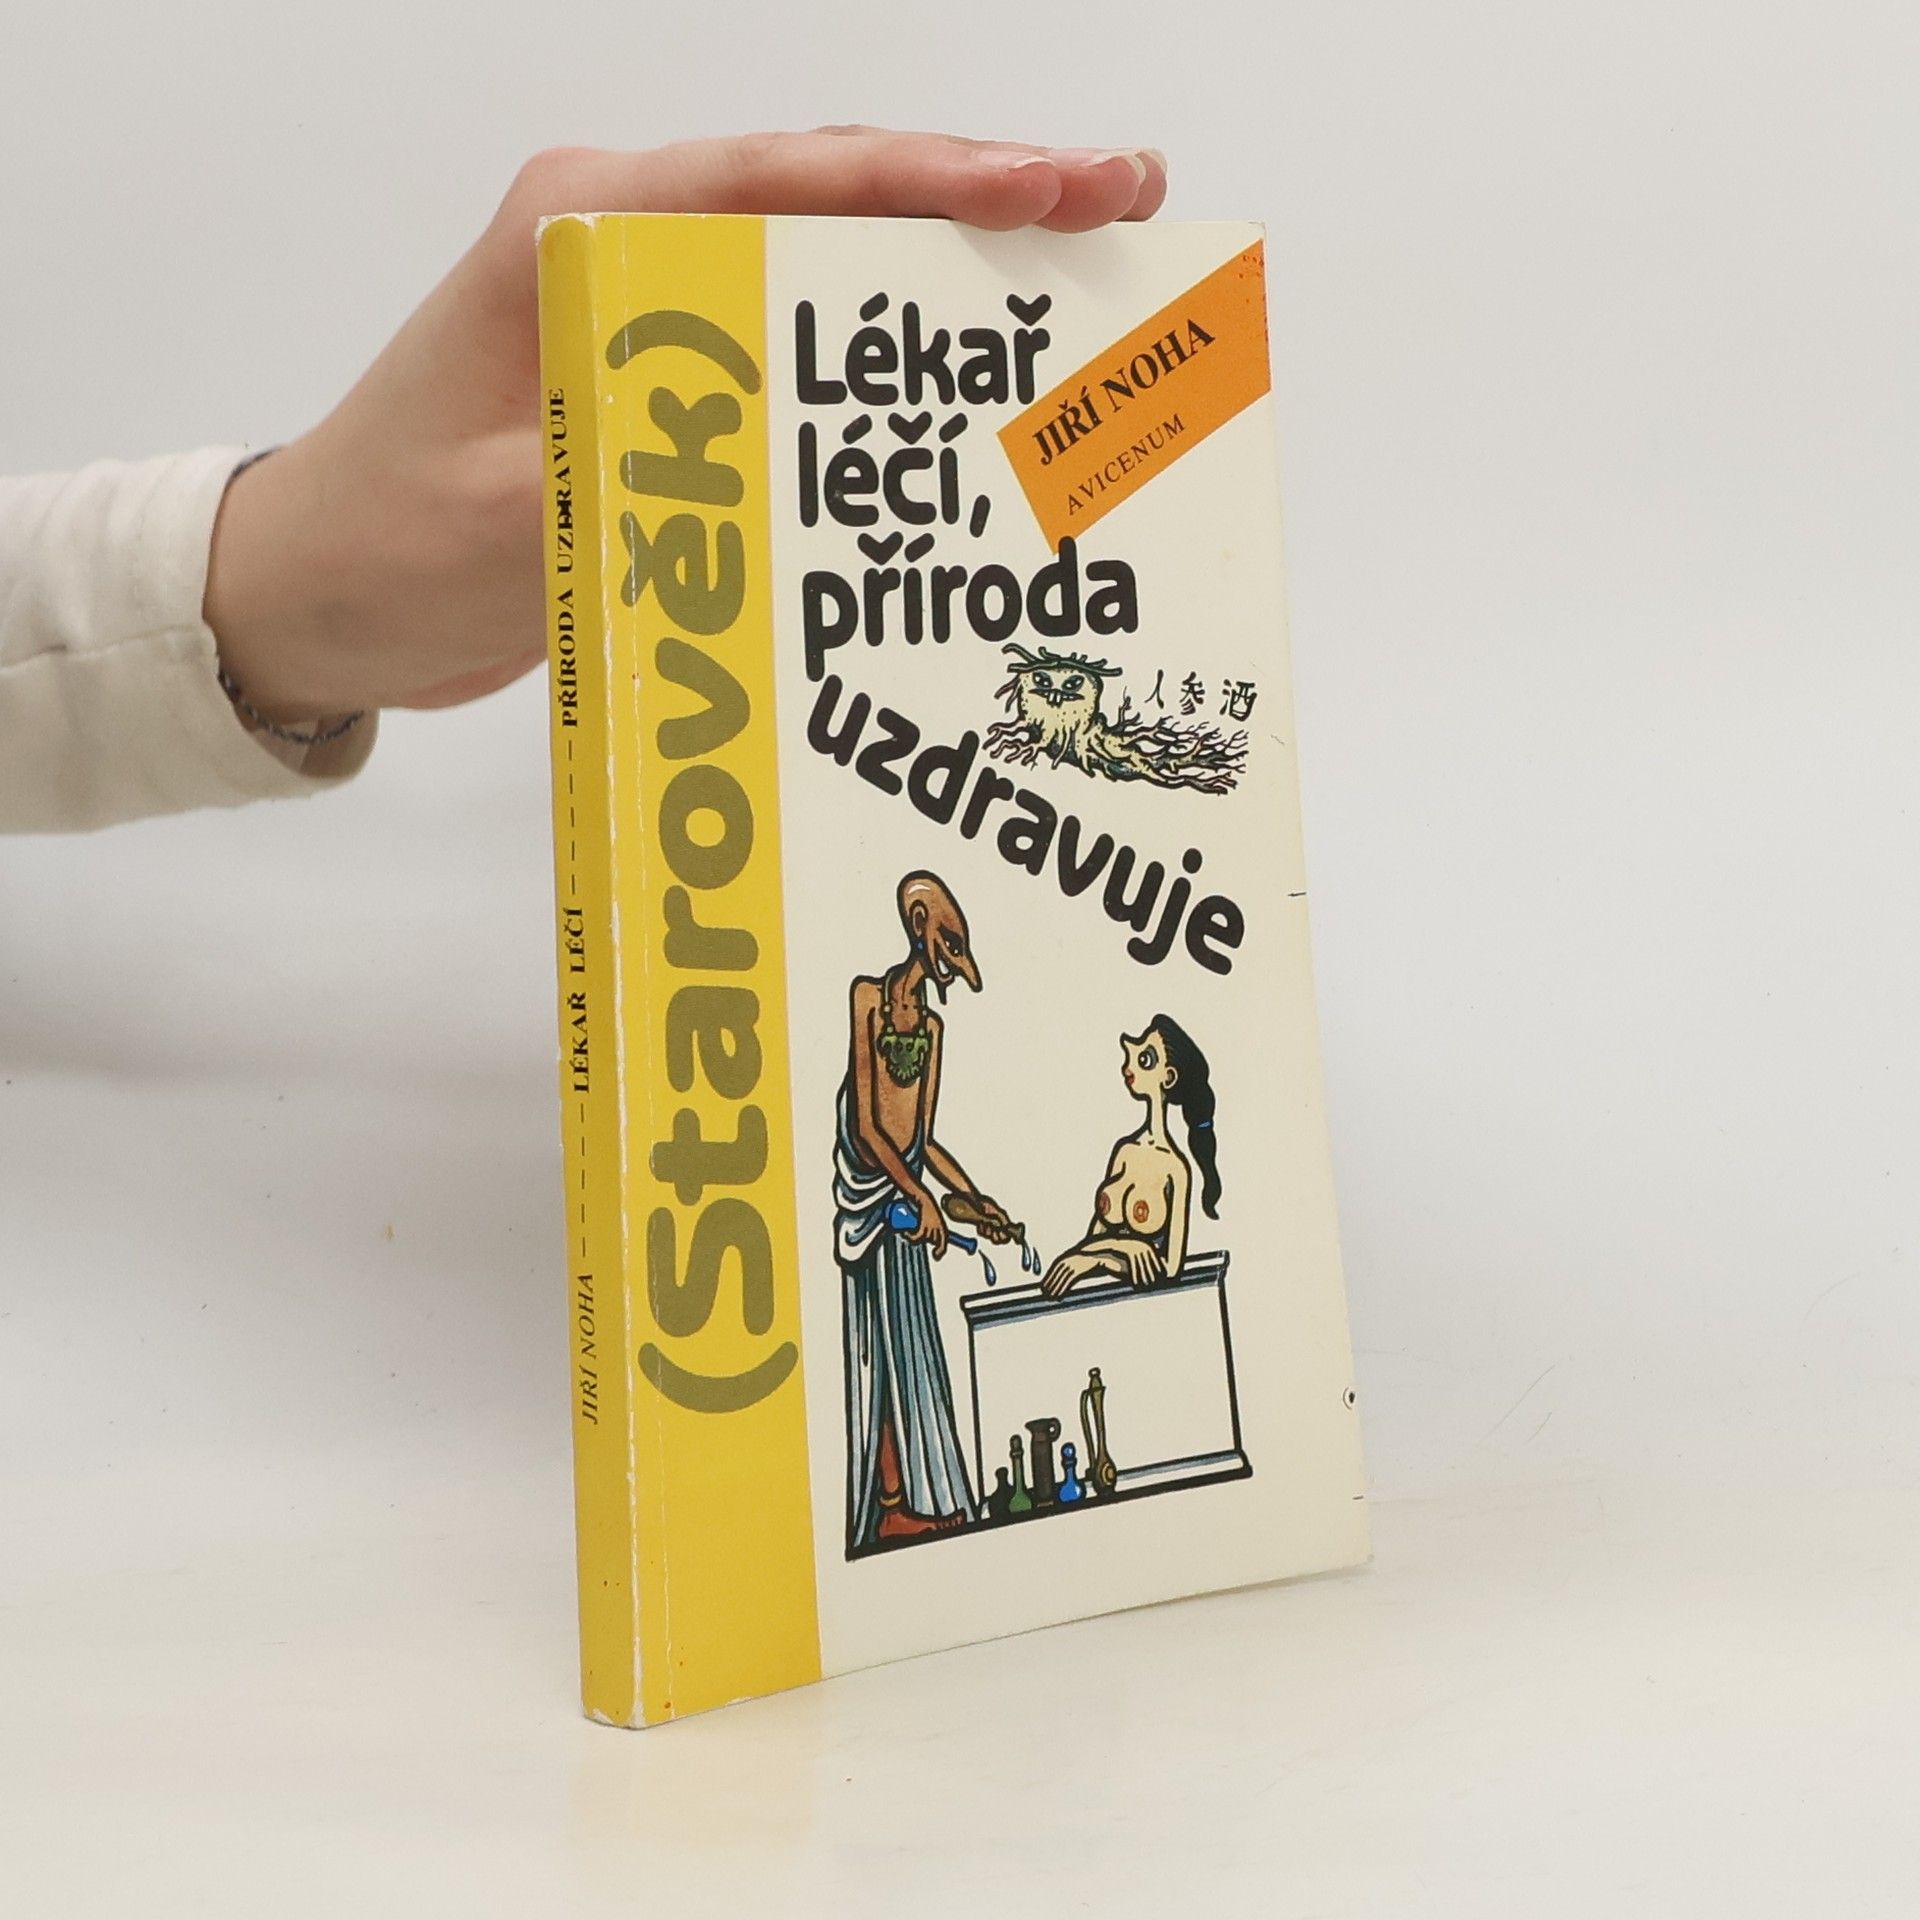 JIŘÍ NOHA – – – – – LÉKAŘ LÉČÍ – – – – – PŘÍRODA UZDRAVUJE
(Starověk)
Lékař
léčí,
příroda
uzdravuje
JIŘÍ NOHA
AVICENUM
人参酒